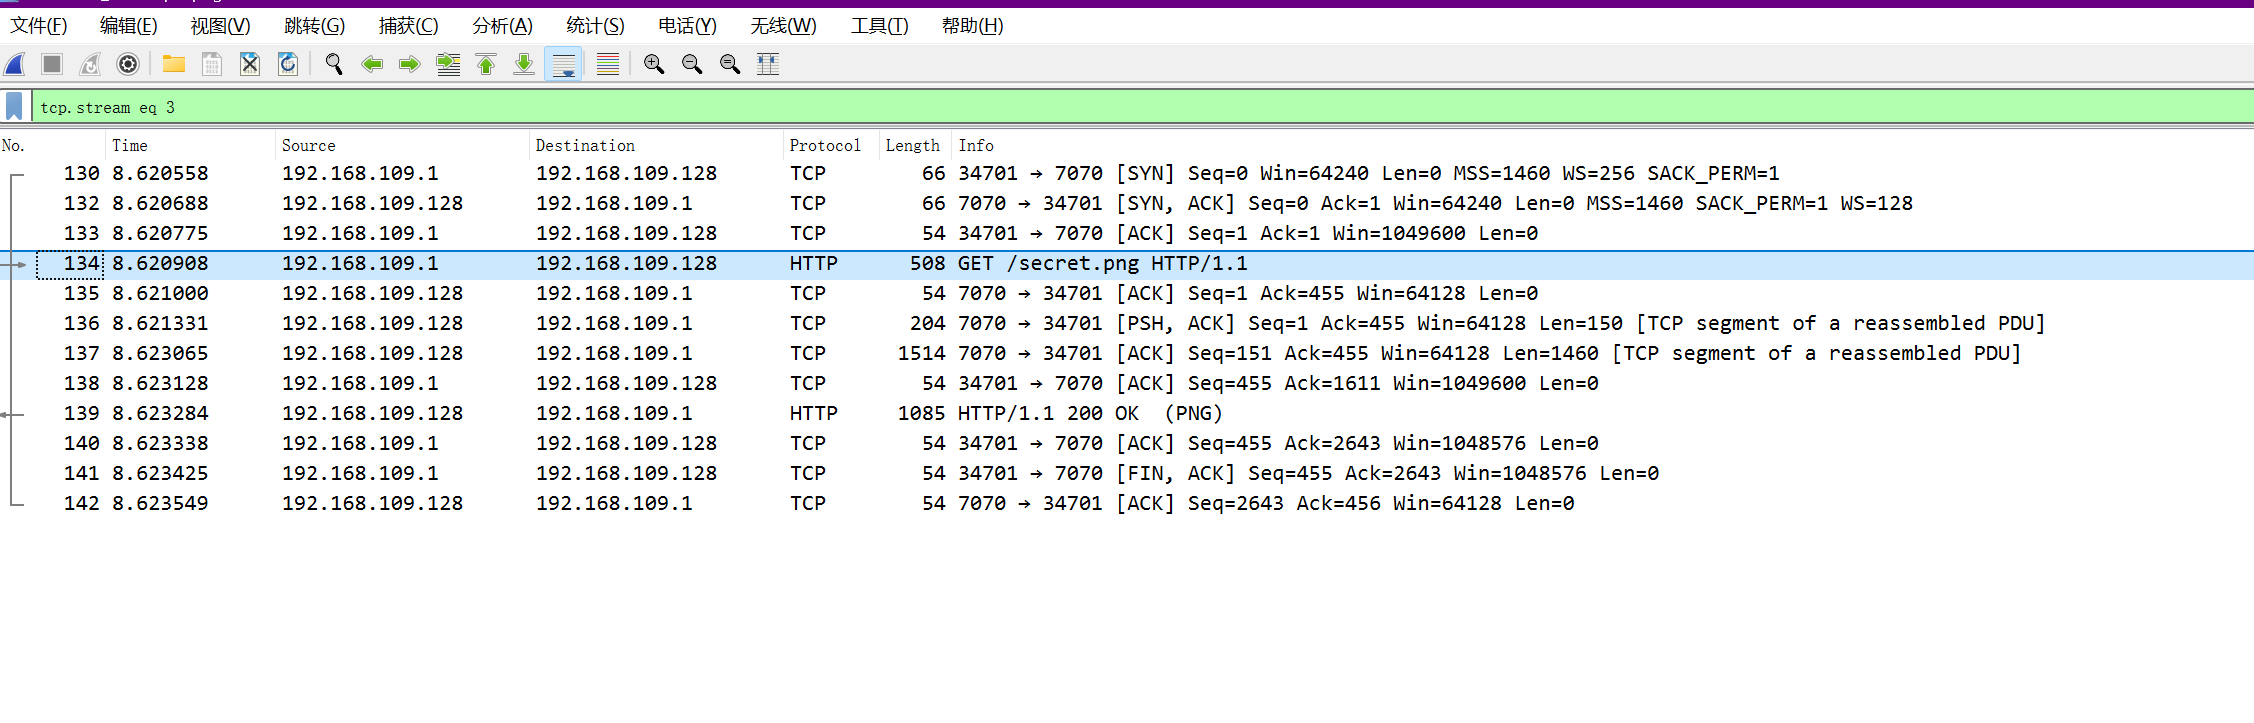 文件(F) 编辑(E) 视图(V) 跳转(G) 捕获(C) 分析(A) 统计(S) 电话(Y) 无线(W) 工具(T) 帮助(H)
tcp.stream eq 3
No. Time Source Destination Protocol Length Info
130 8.620558 192.168.109.1 192.168.109.128 TCP 66 34701 → 7070 [SYN] Seq=0 Win=64240 Len=0 MSS=1460 WS=256 SACK_PERM=1
132 8.620688 192.168.109.128 192.168.109.1 TCP 66 7070 → 34701 [SYN, ACK] Seq=0 Ack=1 Win=64240 Len=0 MSS=1460 SACK_PERM=1 WS=128
133 8.620775 192.168.109.1 192.168.109.128 TCP 54 34701 → 7070 [ACK] Seq=1 Ack=1 Win=1049600 Len=0
134 8.620908 192.168.109.1 192.168.109.128 HTTP 508 GET /secret.png HTTP/1.1
135 8.621000 192.168.109.128 192.168.109.1 TCP 54 7070 → 34701 [ACK] Seq=1 Ack=455 Win=64128 Len=0
136 8.621331 192.168.109.128 192.168.109.1 TCP 204 7070 → 34701 [PSH, ACK] Seq=1 Ack=455 Win=64128 Len=150 [TCP segment of a reassembled PDU]
137 8.623065 192.168.109.128 192.168.109.1 TCP 1514 7070 → 34701 [ACK] Seq=151 Ack=455 Win=64128 Len=1460 [TCP segment of a reassembled PDU]
138 8.623128 192.168.109.1 192.168.109.128 TCP 54 34701 → 7070 [ACK] Seq=455 Ack=1611 Win=1049600 Len=0
139 8.623284 192.168.109.128 192.168.109.1 HTTP 1085 HTTP/1.1 200 OK (PNG)
140 8.623338 192.168.109.1 192.168.109.128 TCP 54 34701 → 7070 [ACK] Seq=455 Ack=2643 Win=1048576 Len=0
141 8.623425 192.168.109.1 192.168.109.128 TCP 54 34701 → 7070 [FIN, ACK] Seq=455 Ack=2643 Win=1048576 Len=0
142 8.623549 192.168.109.128 192.168.109.1 TCP 54 7070 → 34701 [ACK] Seq=2643 Ack=456 Win=64128 Len=0